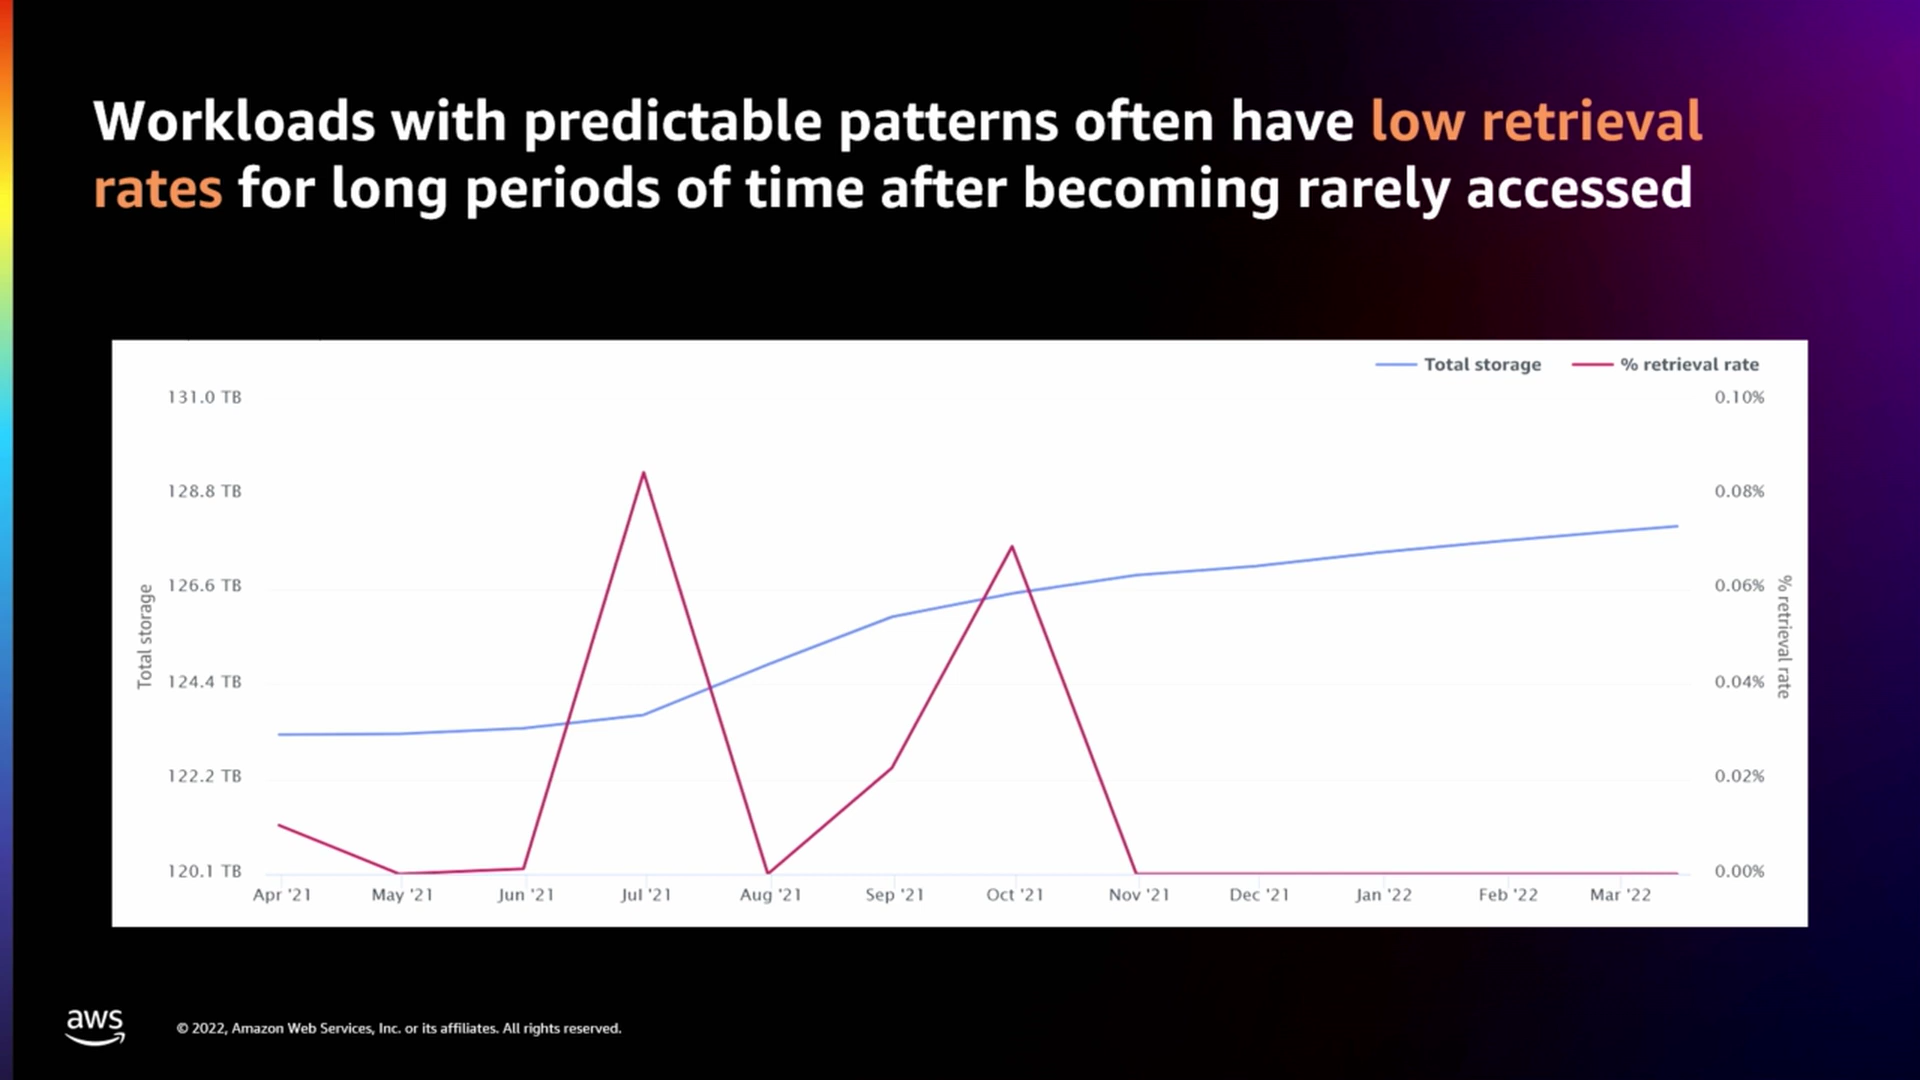 Workloads with predictable patterns often have low retrieval
rates for long periods of time after becoming rarely accessed
Total storage
% retrieval rate
131.0 TB
128.8 TB
126.6 TB
124.4 TB
122.2 TB
120.1 TB
Total storage
0.10%
0.08%
0.06%
0.04%
0.02%
0.00%
% retrieval rate
Apr '21 May '21 Jun '21 Jul '21 Aug '21 Sep '21 Oct '21 Nov '21 Dec '21 Jan '22 Feb '22 Mar '22
aws
© 2022, Amazon Web Services, Inc. or its affiliates. All rights reserved.